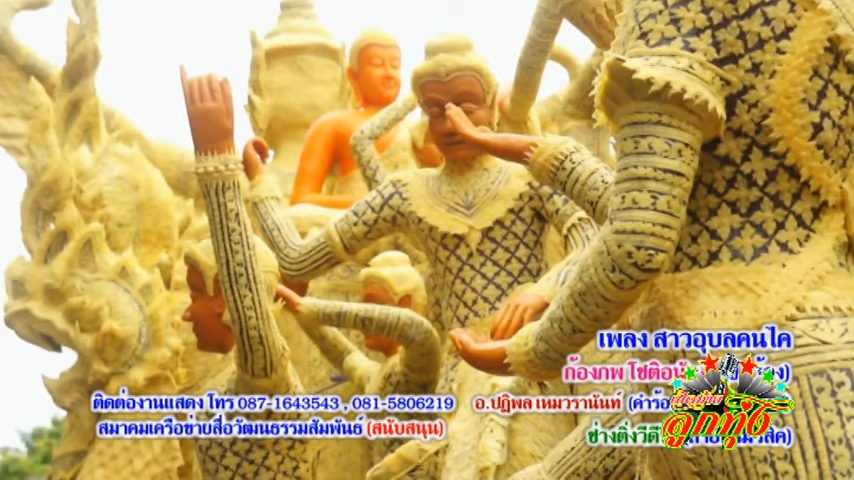 เพลง สาวอุบลคนไค
ก้องภพ โชติอนั
ติดต่องานแสดง โทร 087-1643543 , 081-5806219
อ.ปฏิพล เหมวรานันท์ (คำร้อ
สมาคมเครือข่ายสื่อวัฒนธรรมสัมพันธ์ (สนับสนุน)
ช่างติ่งวีดี
ลูกทุ่ง